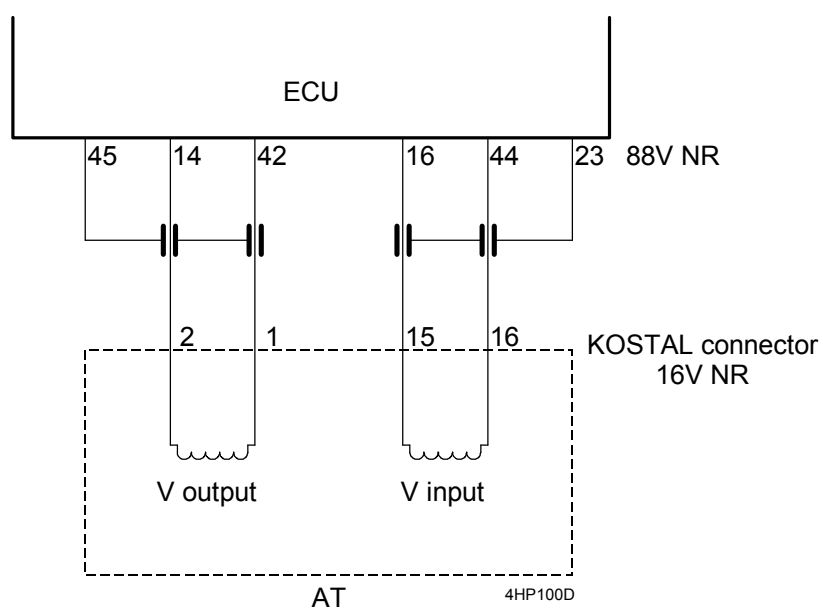 ECU
45 14 42 16 44 23 88V NR
2 1 15 16 KOSTAL connector
16V NR
V output V input
AT 4HP100D